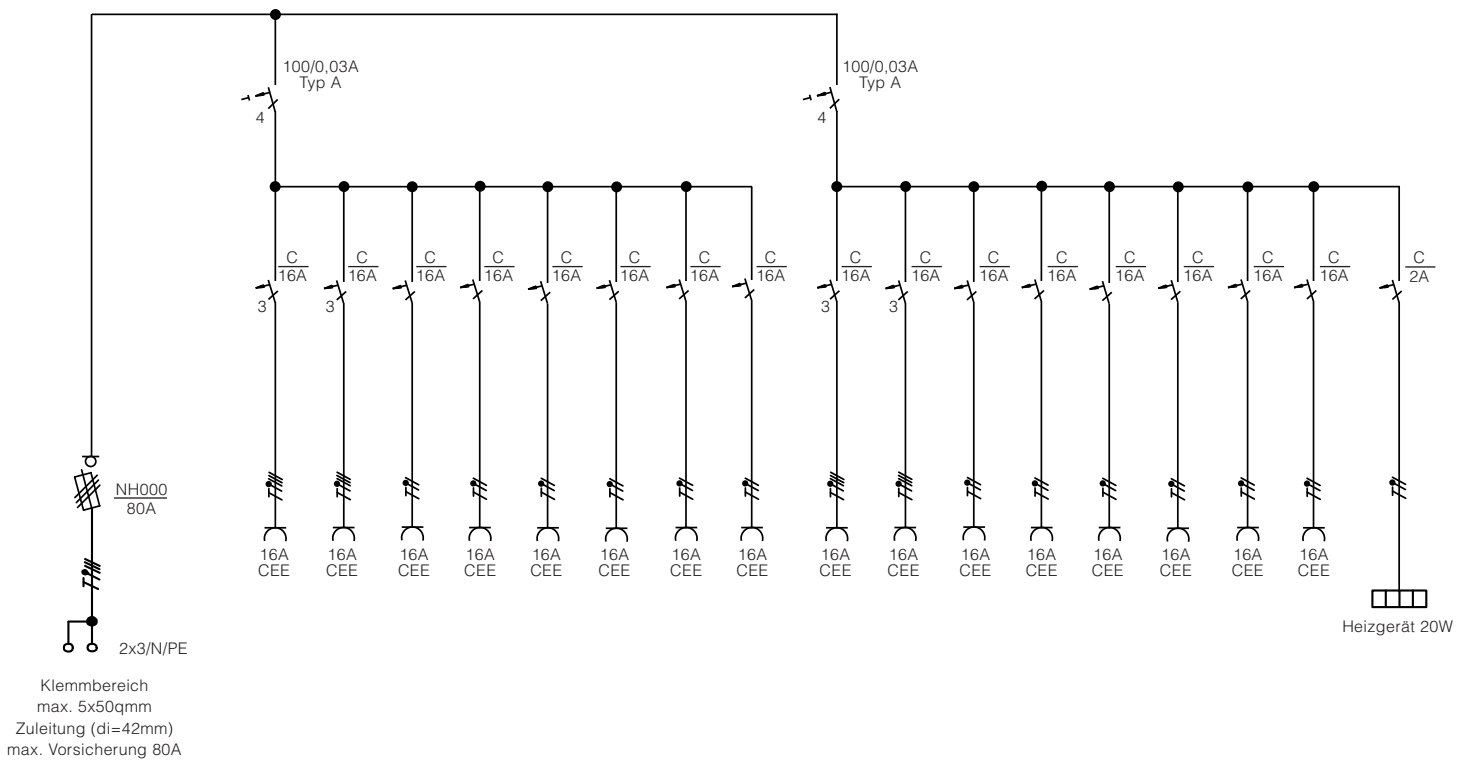 100/0,03A
Typ A
4
100/0,03A
Typ A
4
C
16A
3
C
16A
3
C
16A
C
16A
C
16A
C
16A
C
16A
C
16A
C
16A
3
C
16A
3
C
16A
C
16A
C
16A
C
16A
C
16A
C
16A
C
2A
NH000
80A
16A
CEE
16A
CEE
16A
CEE
16A
CEE
16A
CEE
16A
CEE
16A
CEE
16A
CEE
16A
CEE
16A
CEE
16A
CEE
16A
CEE
16A
CEE
16A
CEE
16A
CEE
16A
CEE
Heizgerät 20W
2x3/N/PE
Klemmbereich
max. 5x50qmm
Zuleitung (di=42mm)
max. Vorsicherung 80A